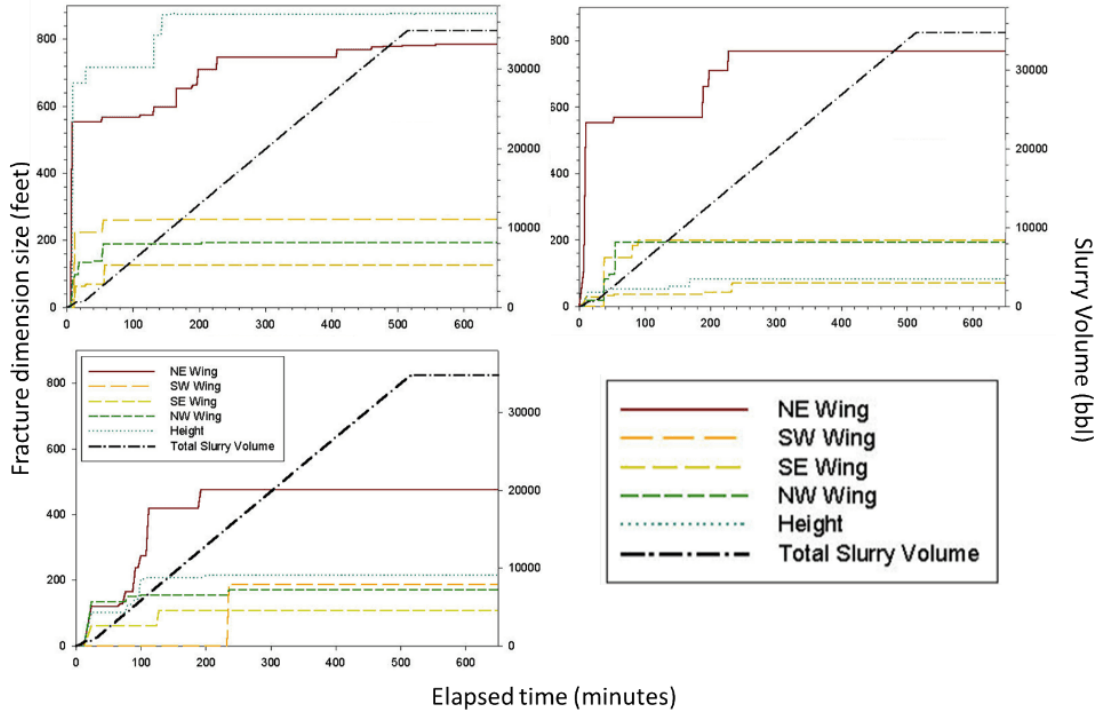 800
600
400
200
0
30000
20000
10000
0
0 100 200 300 400 500 600
800
600
400
200
0
30000
20000
10000
0
0 100 200 300 400 500 600
Fracture dimension size (feet)
Slurry Volume (bbl)
NE Wing
SW Wing
SE Wing
NW Wing
Height
Total Slurry Volume
800
600
400
200
0
30000
20000
10000
0
0 100 200 300 400 500 600
NE Wing
SW Wing
SE Wing
NW Wing
Height
Total Slurry Volume
Elapsed time (minutes)